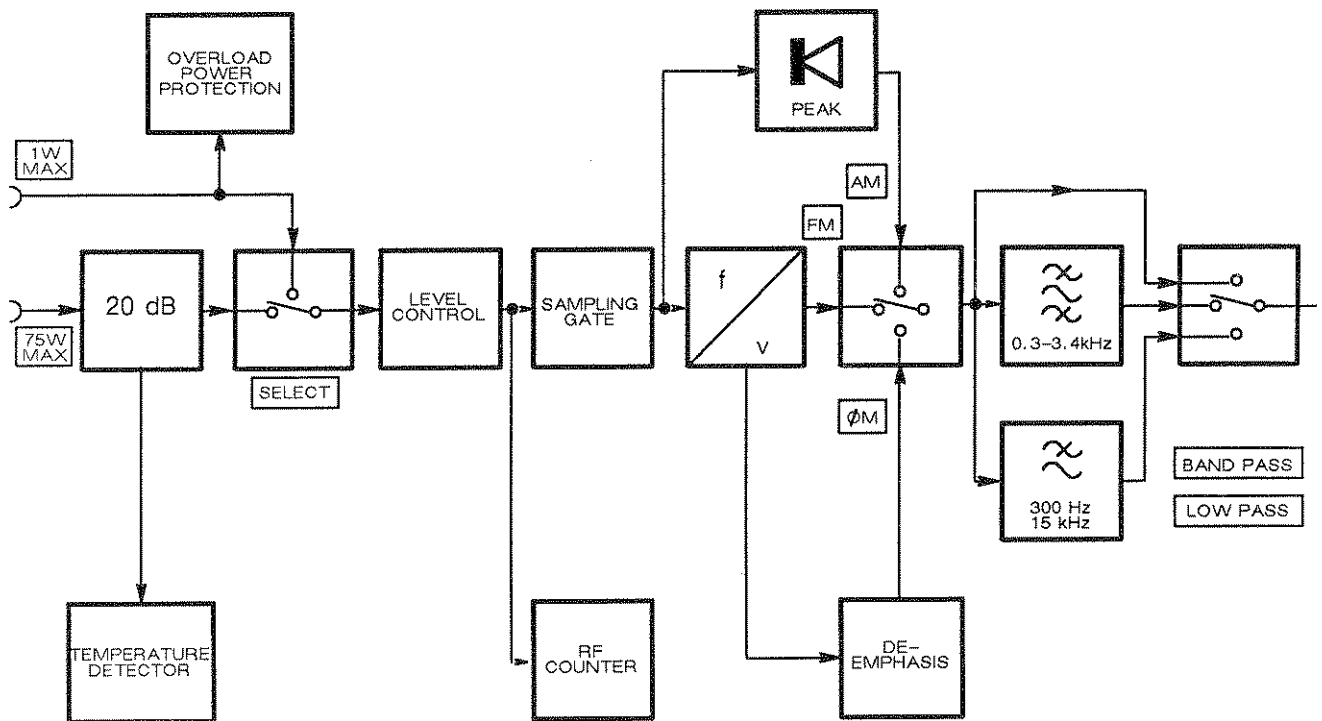 OVERLOAD
POWER
PROTECTION
PEAK
1W
MAX
AM
FM
20 dB
LEVEL
CONTROL
SAMPLING
GATE
f
V
0.3-3.4kHz
75W
MAX
SELECT
ØM
BAND PASS
300 Hz
15 kHz
LOW PASS
TEMPERATURE
DETECTOR
RF
COUNTER
DE-
EMPHASIS